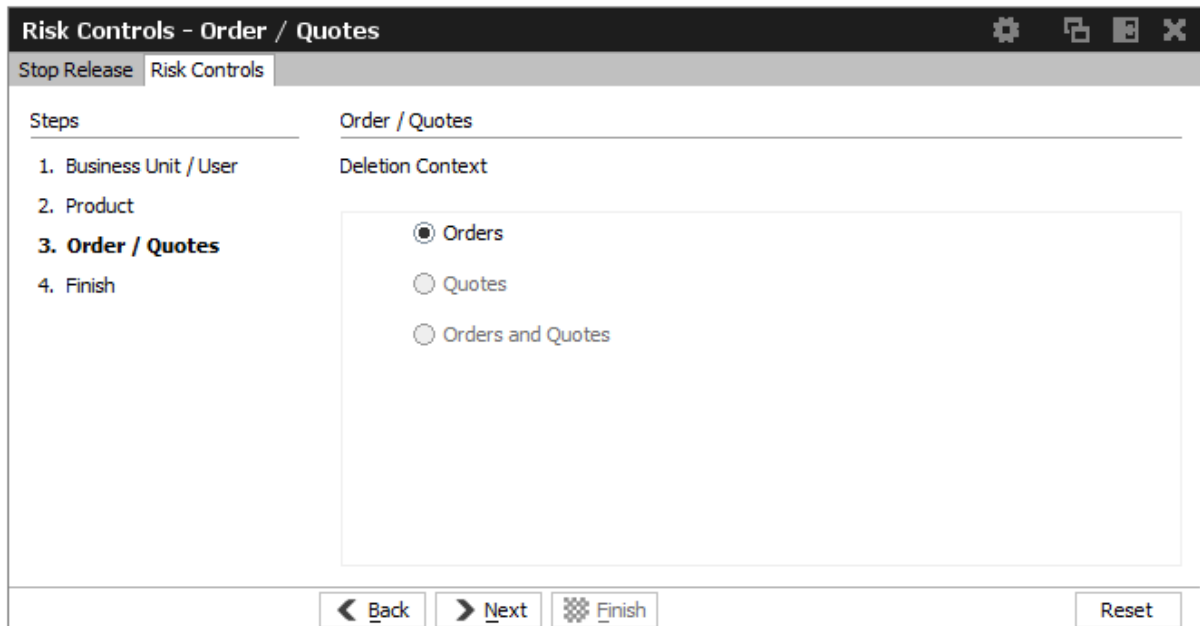 Risk Controls - Order / Quotes
Stop Release Risk Controls
Steps
1. Business Unit / User
2. Product
3. Order / Quotes
4. Finish
Order / Quotes
Deletion Context
Orders
Quotes
Orders and Quotes
Back Next Finish Reset